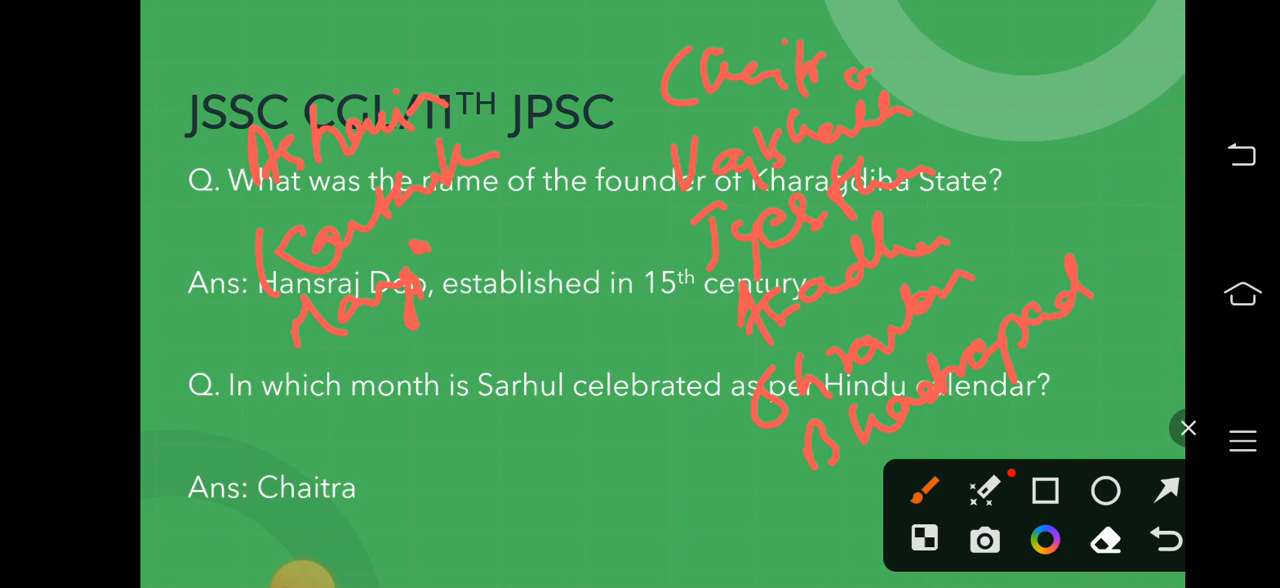 JSSC CGL/11TH JPSC
Q. What was the name of the founder of Kharagdiha State?
Ans: Hansraj Deo, established in 15th century
Q. In which month is Sarhul celebrated as per Hindu calendar?
Ans: Chaitra
Chaitra
Vaishakh
Jyestha
Asadha
Shravan
Bhadrapad
Ashwin
Kartik